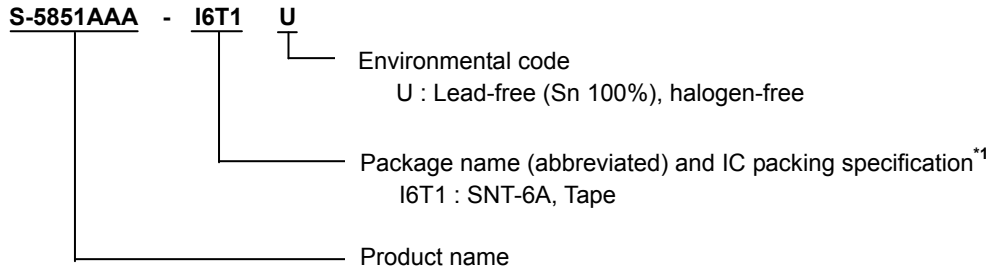 S-5851AAA - I6T1 U
Environmental code
U : Lead-free (Sn 100%), halogen-free
Package name (abbreviated) and IC packing specification*1
I6T1 : SNT-6A, Tape
Product name